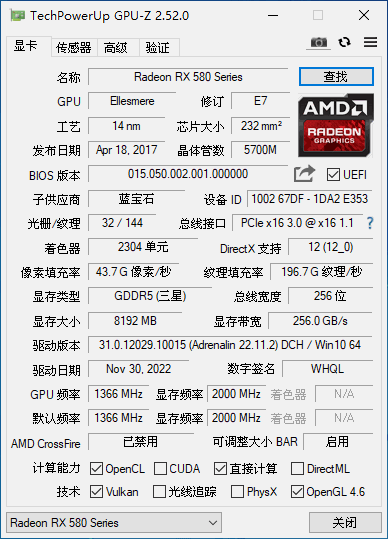 TechPowerUp GPU-Z 2.52.0
显卡 传感器 高级 验证
名称 Radeon RX 580 Series 查找
GPU Ellesmere 修订 E7
工艺 14 nm 芯片大小 232 mm²
发布日期 Apr 18, 2017 晶体管数 5700M
AMD RADEON GRAPHICS
BIOS 版本 015.050.002.001.000000 UEFI
子供应商 蓝宝石 设备 ID 1002 67DF - 1DA2 E353
光栅/纹理 32 / 144 总线接口 PCIe x16 3.0 @ x16 1.1 ?
着色器 2304 单元 DirectX 支持 12 (12_0)
像素填充率 43.7 G 像素/秒 纹理填充率 196.7 G 纹理/秒
显存类型 GDDR5 (三星) 总线宽度 256 位
显存大小 8192 MB 显存带宽 256.0 GB/s
驱动版本 31.0.12029.10015 (Adrenalin 22.11.2) DCH / Win10 64
驱动日期 Nov 30, 2022 数字签名 WHQL
GPU 频率 1366 MHz 显存频率 2000 MHz 着色器 N/A
默认频率 1366 MHz 显存频率 2000 MHz 着色器 N/A
AMD CrossFire 已禁用 可调整大小 BAR 启用
计算能力 OpenCL CUDA 直接计算 DirectML
技术 Vulkan 光线追踪 PhysX OpenGL 4.6
Radeon RX 580 Series 关闭